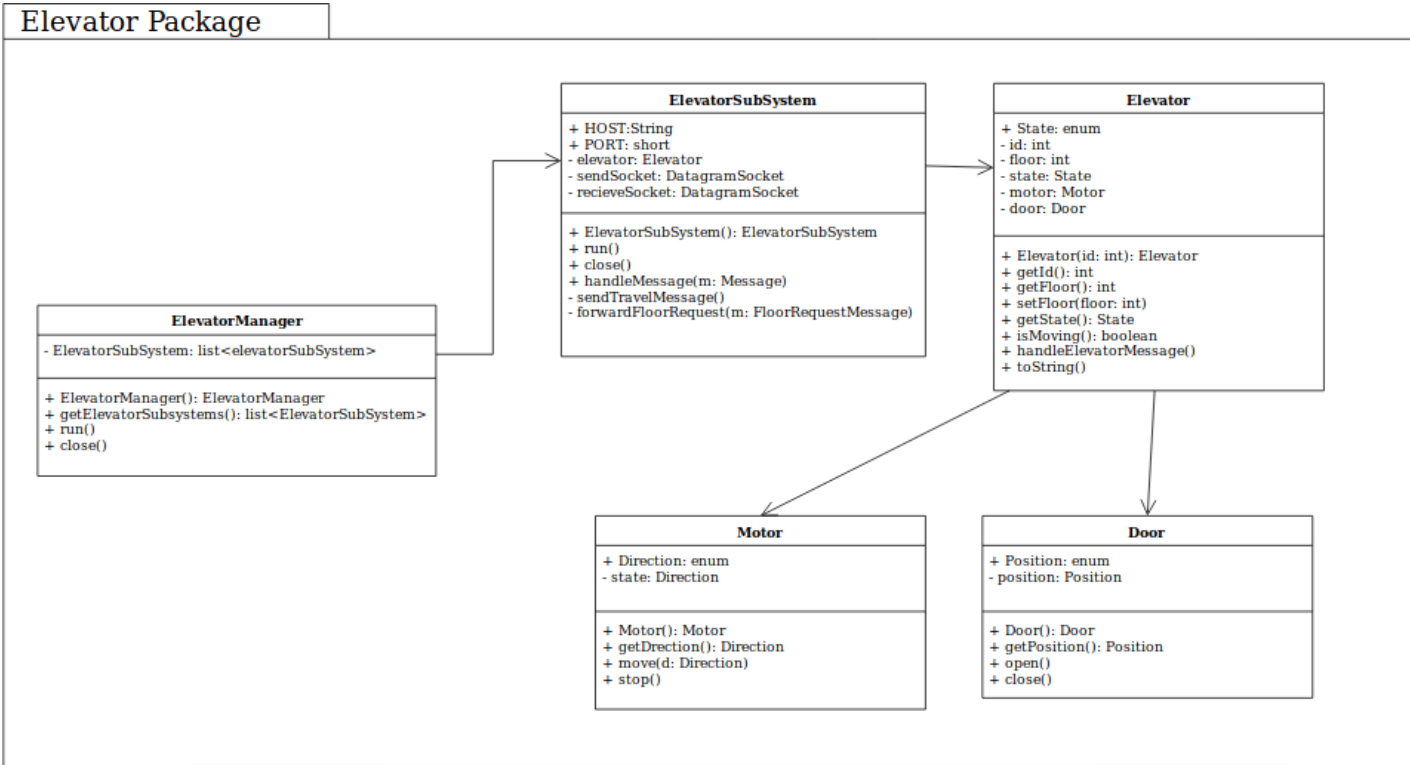 Elevator Package
ElevatorSubSystem
+ HOST:String
+ PORT: short
- elevator: Elevator
- sendSocket: DatagramSocket
- recieveSocket: DatagramSocket
+ ElevatorSubSystem(): ElevatorSubSystem
+ run()
+ close()
+ handleMessage(m: Message)
- sendTravelMessage()
- forwardFloorRequest(m: FloorRequestMessage)
Elevator
+ State: enum
- id: int
- floor: int
- state: State
- motor: Motor
- door: Door
+ Elevator(id: int): Elevator
+ getId(): int
+ getFloor(): int
+ setFloor(floor: int)
+ getState(): State
+ isMoving(): boolean
+ handleElevatorMessage()
+ toString()
ElevatorManager
- ElevatorSubSystem: list<elevatorSubSystem>
+ ElevatorManager(): ElevatorManager
+ getElevatorSubsystems(): list<ElevatorSubSystem>
+ run()
+ close()
Motor
+ Direction: enum
- state: Direction
+ Motor(): Motor
+ getDrection(): Direction
+ move(d: Direction)
+ stop()
Door
+ Position: enum
- position: Position
+ Door(): Door
+ getPosition(): Position
+ open()
+ close()